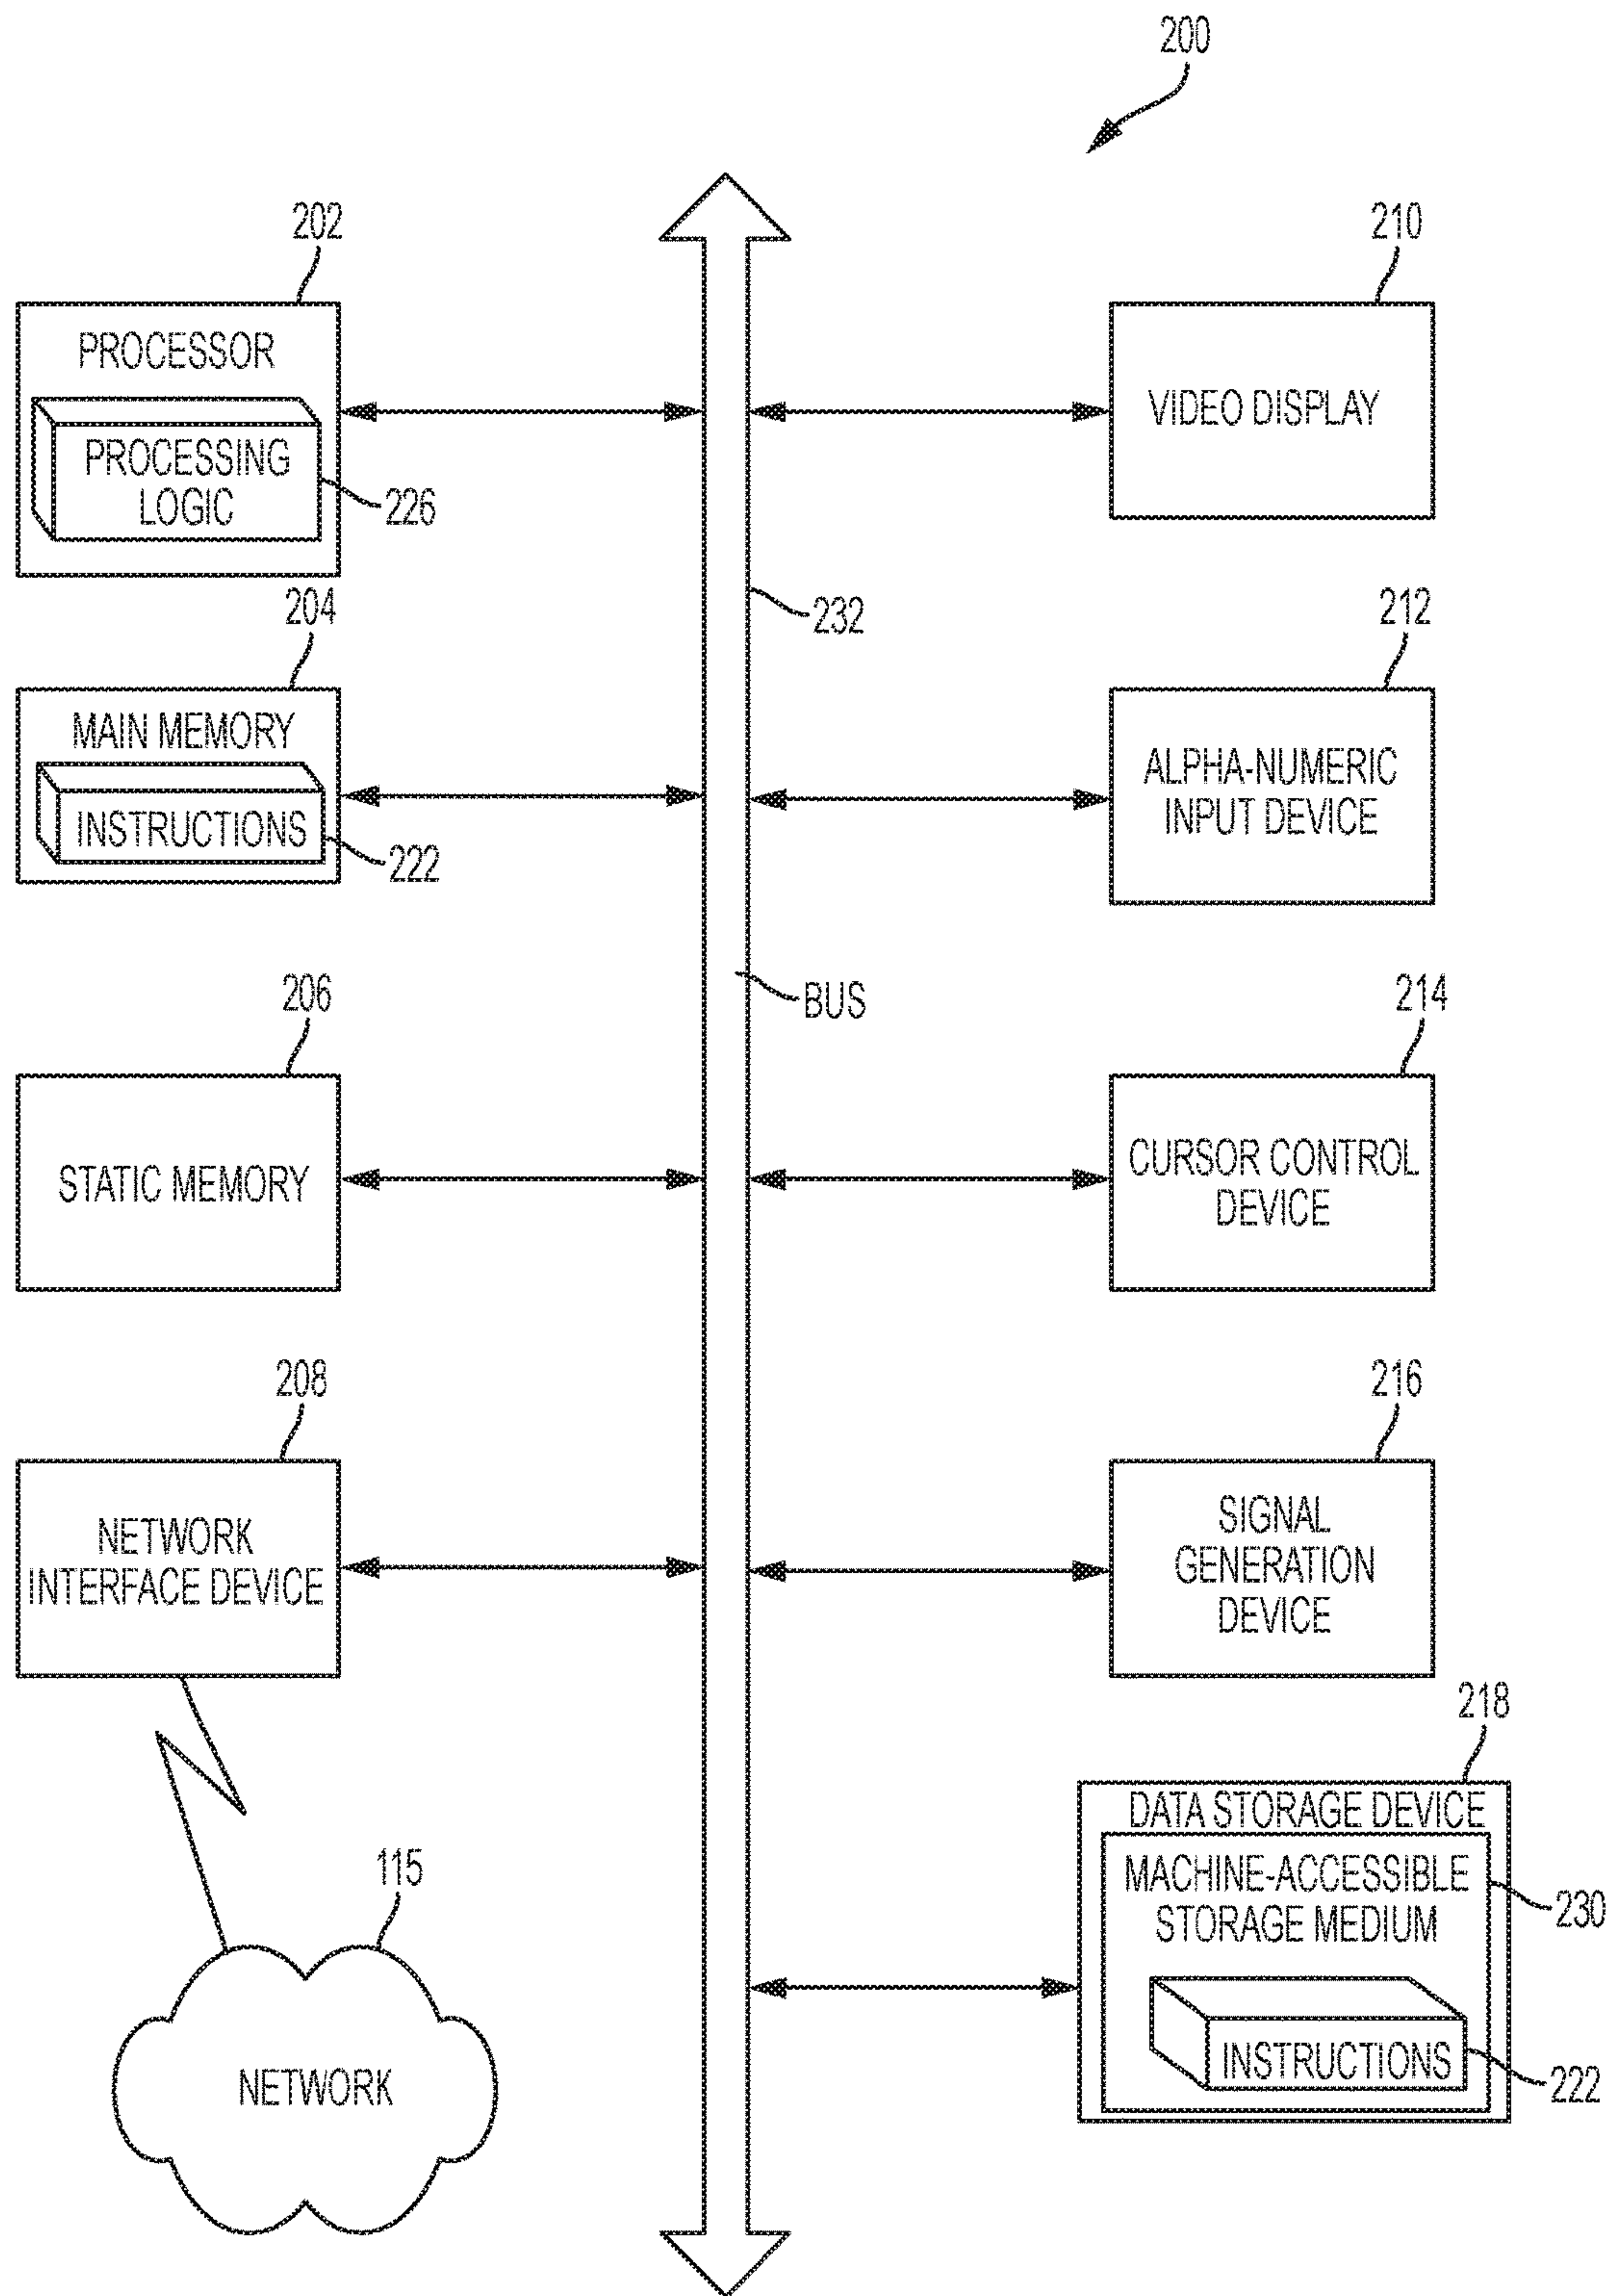 200
202
PROCESSOR
PROCESSING
LOGIC
226
210
VIDEO DISPLAY
232
204
MAIN MEMORY
INSTRUCTIONS
222
212
ALPHA-NUMERIC
INPUT DEVICE
BUS
206
STATIC MEMORY
214
CURSOR CONTROL
DEVICE
208
NETWORK
INTERFACE DEVICE
216
SIGNAL
GENERATION
DEVICE
218
DATA STORAGE DEVICE
MACHINE-ACCESSIBLE
STORAGE MEDIUM
230
INSTRUCTIONS
222
115
NETWORK